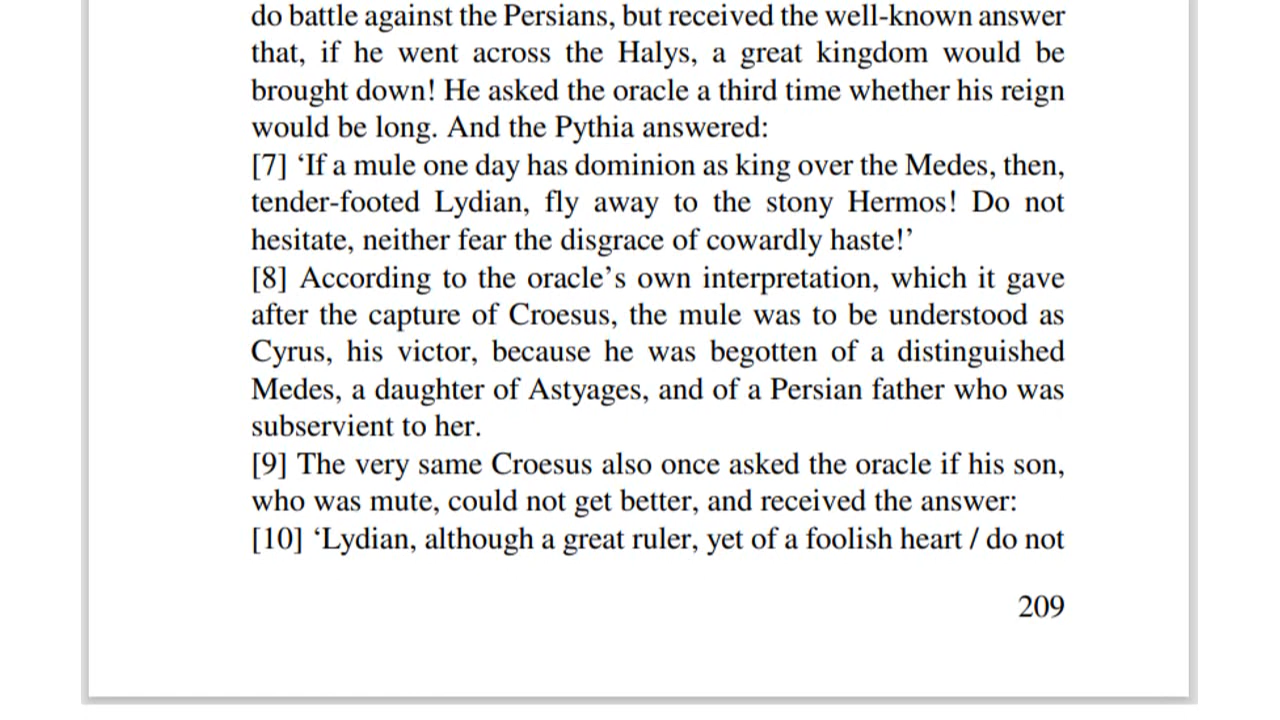 do battle against the Persians, but received the well-known answer
that, if he went across the Halys, a great kingdom would be
brought down! He asked the oracle a third time whether his reign
would be long. And the Pythia answered:
[7] ‘If a mule one day has dominion as king over the Medes, then,
tender-footed Lydian, fly away to the stony Hermos! Do not
hesitate, neither fear the disgrace of cowardly haste!’
[8] According to the oracle’s own interpretation, which it gave
after the capture of Croesus, the mule was to be understood as
Cyrus, his victor, because he was begotten of a distinguished
Medes, a daughter of Astyages, and of a Persian father who was
subservient to her.
[9] The very same Croesus also once asked the oracle if his son,
who was mute, could not get better, and received the answer:
[10] ‘Lydian, although a great ruler, yet of a foolish heart / do not
209